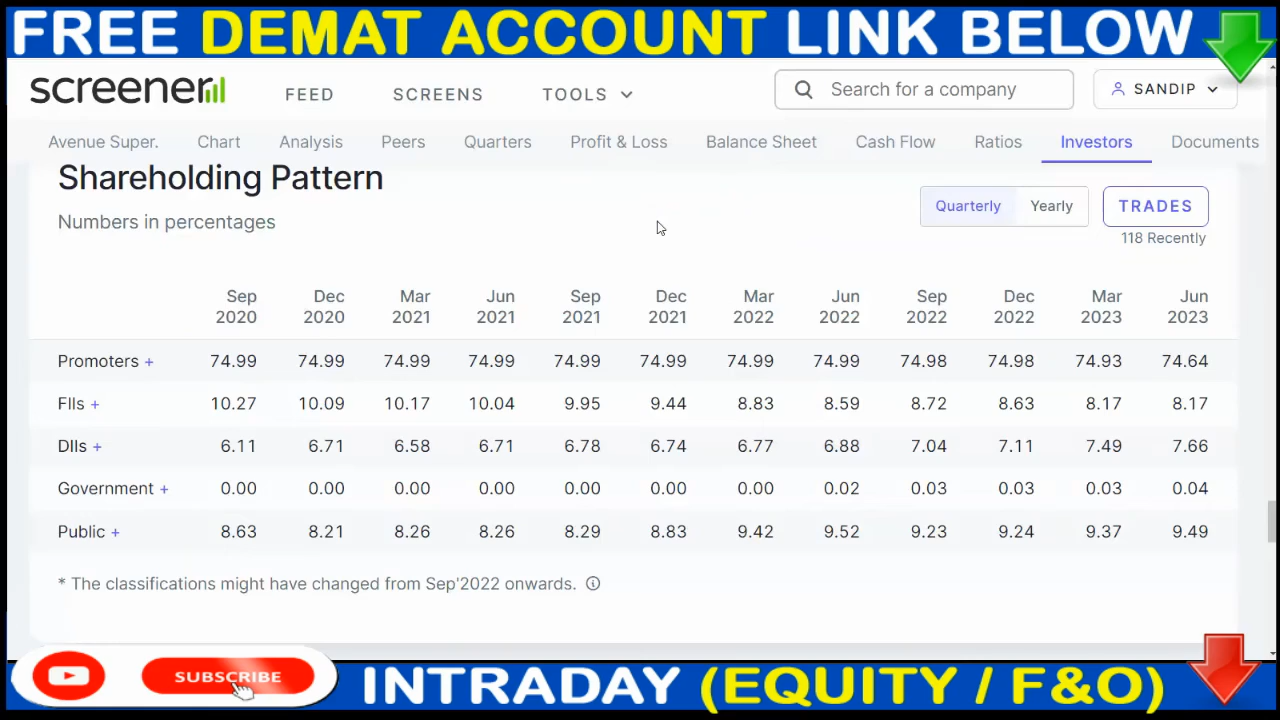 FREE DEMAT ACCOUNT LINK BELOW
screener FEED SCREENS TOOLS Search for a company SANDIP
Avenue Super. Chart Analysis Peers Quarters Profit & Loss Balance Sheet Cash Flow Ratios Investors Documents
Shareholding Pattern
Numbers in percentages
Quarterly Yearly TRADES
118 Recently
Sep 2020 Dec 2020 Mar 2021 Jun 2021 Sep 2021 Dec 2021 Mar 2022 Jun 2022 Sep 2022 Dec 2022 Mar 2023 Jun 2023
Promoters + 74.99 74.99 74.99 74.99 74.99 74.99 74.99 74.99 74.98 74.98 74.93 74.64
FIIs + 10.27 10.09 10.17 10.04 9.95 9.44 8.83 8.59 8.72 8.63 8.17 8.17
DIIs + 6.11 6.71 6.58 6.71 6.78 6.74 6.77 6.88 7.04 7.11 7.49 7.66
Government + 0.00 0.00 0.00 0.00 0.00 0.00 0.00 0.02 0.03 0.03 0.03 0.04
Public + 8.63 8.21 8.26 8.26 8.29 8.83 9.42 9.52 9.23 9.24 9.37 9.49
* The classifications might have changed from Sep'2022 onwards.
SUBSCRIBE
INTRADAY (EQUITY / F&O)